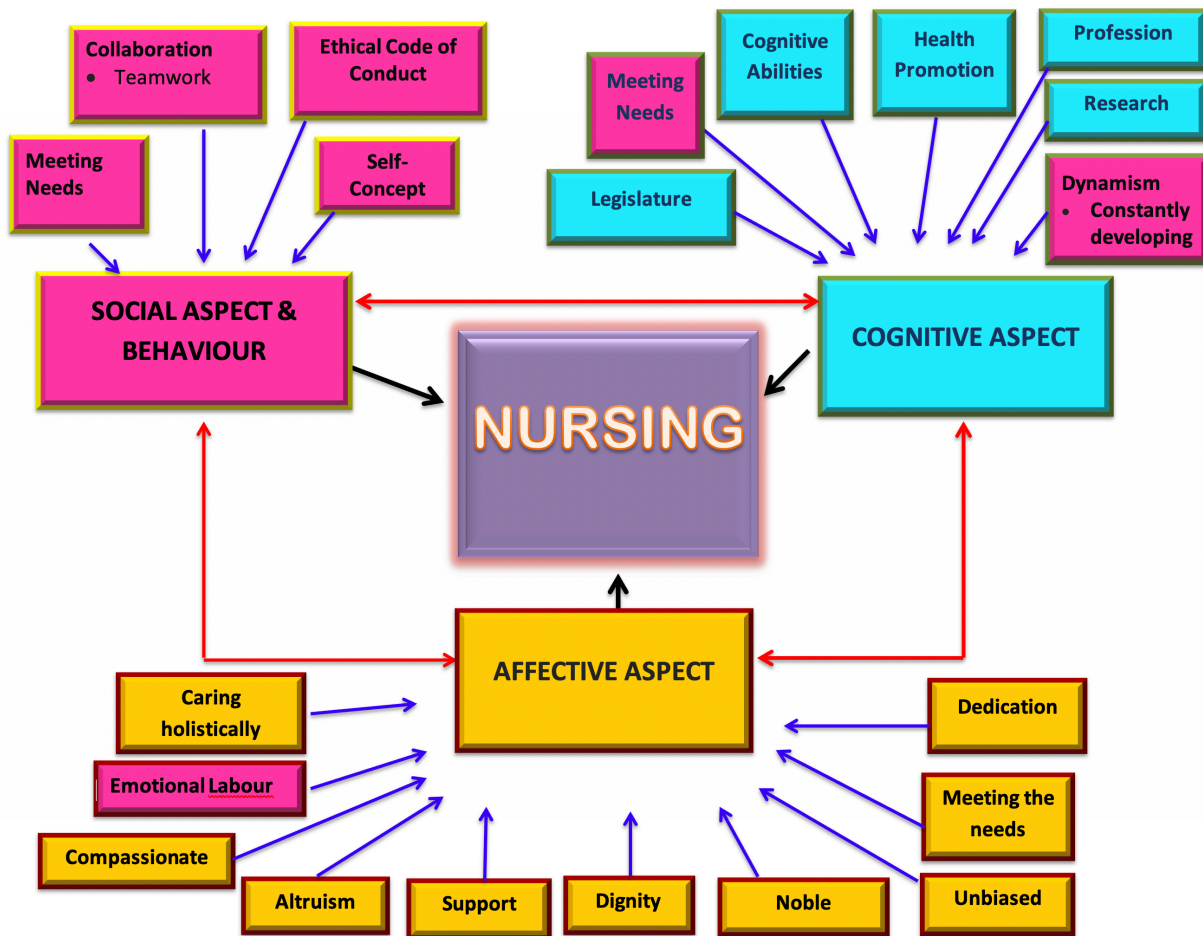 Collaboration
• Teamwork
Ethical Code of
Conduct
Meeting
Needs
Self-
Concept
Meeting
Needs
Cognitive
Abilities
Health
Promotion
Profession
Research
Legislature
Dynamism
• Constantly
developing
SOCIAL ASPECT &
BEHAVIOUR
COGNITIVE ASPECT
NURSING
AFFECTIVE ASPECT
Caring
holistically
Emotional Labour
Compassionate
Altruism
Support
Dignity
Noble
Unbiased
Meeting the
needs
Dedication